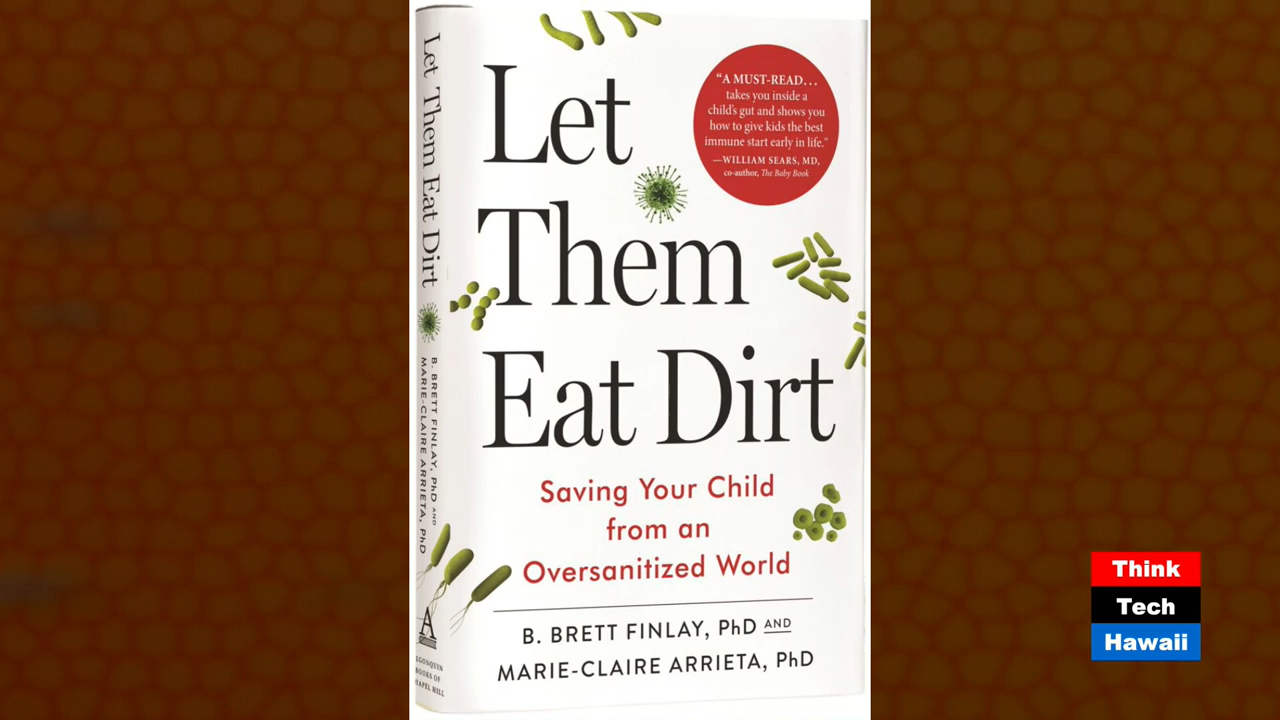 Let
Them
Eat Dirt
"A MUST-READ...
takes you inside a
child's gut and shows you
how to give kids the best
immune start early in life."
—WILLIAM SEARS, MD,
co-author, The Baby Book
Saving Your Child
from an
Oversanitized World
B. BRETT FINLAY, PhD AND
MARIE-CLAIRE ARRIETA, PhD
Let Them Eat Dirt
B. BRETT FINLAY, PhD AND
MARIE-CLAIRE ARRIETA, PhD
A
ALGONQUIN
BOOKS OF
CHAPEL HILL
Think
Tech
Hawaii